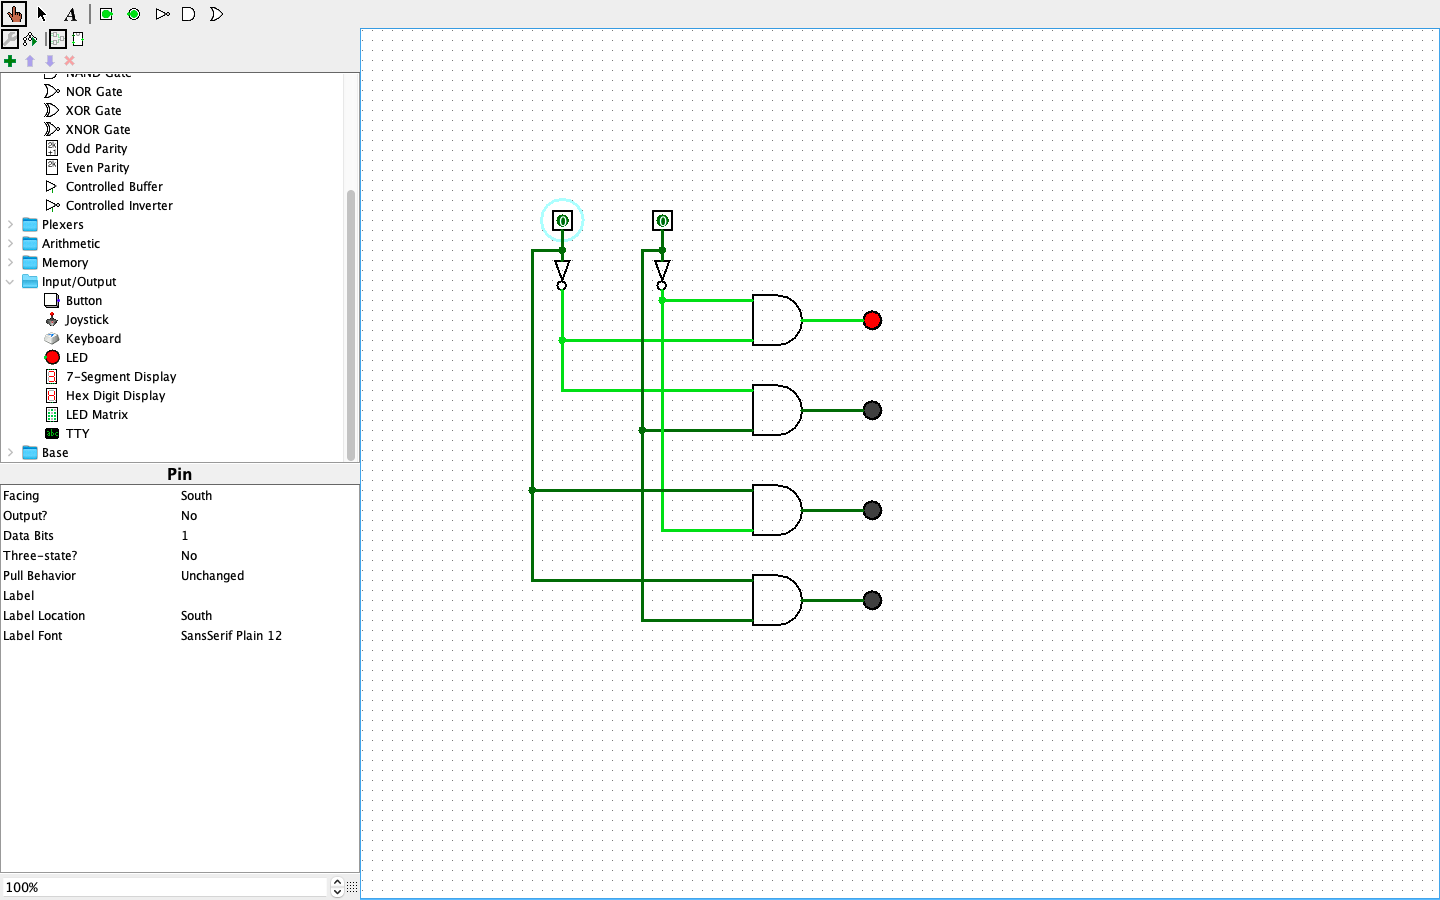 A
NAND Gate
NOR Gate
XOR Gate
XNOR Gate
2k+1
Odd Parity
2k
Even Parity
Controlled Buffer
Controlled Inverter
Plexers
Arithmetic
Memory
Input/Output
Button
Joystick
Keyboard
LED
7-Segment Display
Hex Digit Display
LED Matrix
TTY
Base
Pin
Facing South
Output? No
Data Bits 1
Three-state? No
Pull Behavior Unchanged
Label
Label Location South
Label Font SansSerif Plain 12
100%
0 0